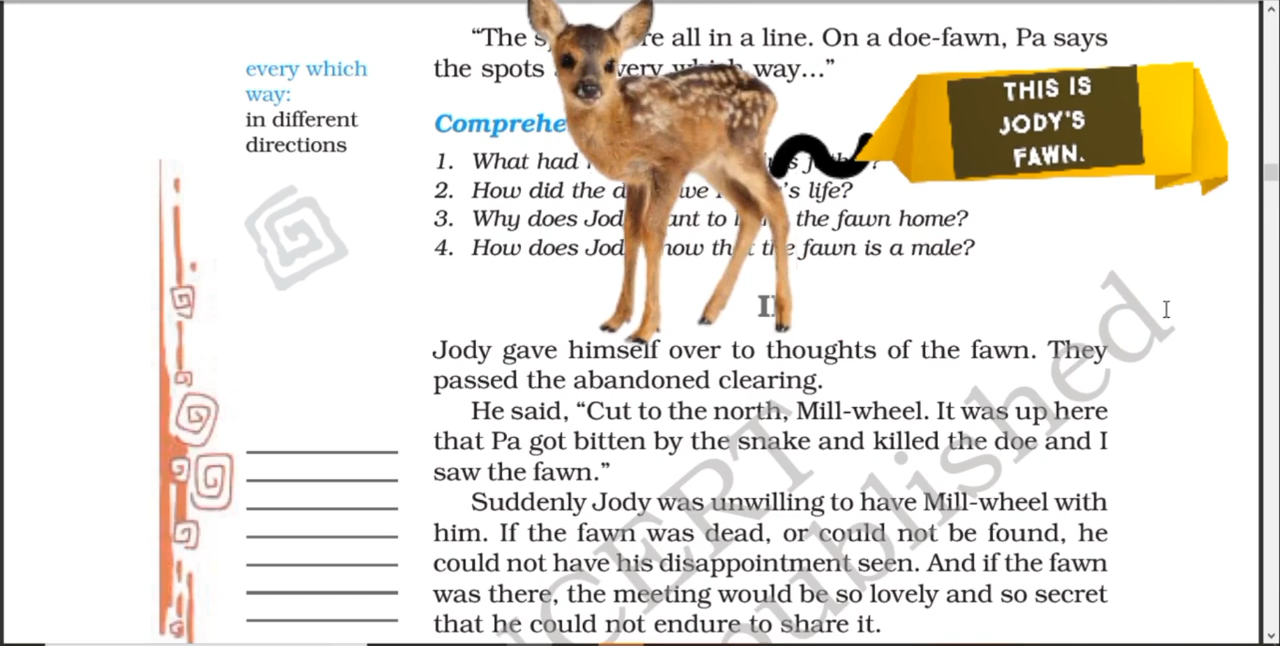 "The re all in a line. On a doe-fawn, Pa says
the spots very which way..."
every which
way:
in different
directions
THIS IS
JODY'S
FAWN.
Comprehe
1. What had
2. How did the life?
3. Why does Jod to the fawn home?
4. How does Jod now that the fawn is a male?
Jody gave himself over to thoughts of the fawn. They
passed the abandoned clearing.
He said, "Cut to the north, Mill-wheel. It was up here
that Pa got bitten by the snake and killed the doe and I
saw the fawn."
Suddenly Jody was unwilling to have Mill-wheel with
him. If the fawn was dead, or could not be found, he
could not have his disappointment seen. And if the fawn
was there, the meeting would be so lovely and so secret
that he could not endure to share it.
NCERT
published